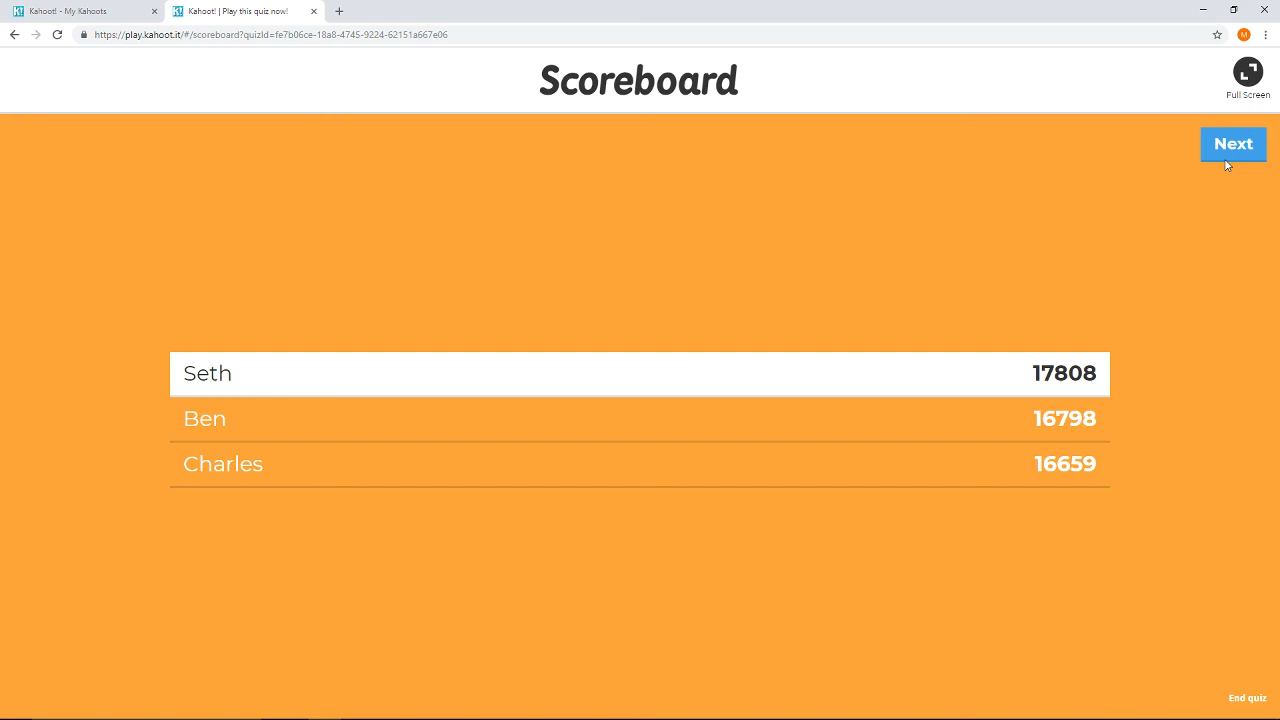 Kahoot! - My Kahoots
Kahoot! | Play this quiz now!
https://play.kahoot.it/#/scoreboard?quizId=fe7b06ce-18a8-4745-9224-62151a667e06
M
Scoreboard
Full Screen
Next
Seth 17808
Ben 16798
Charles 16659
End quiz